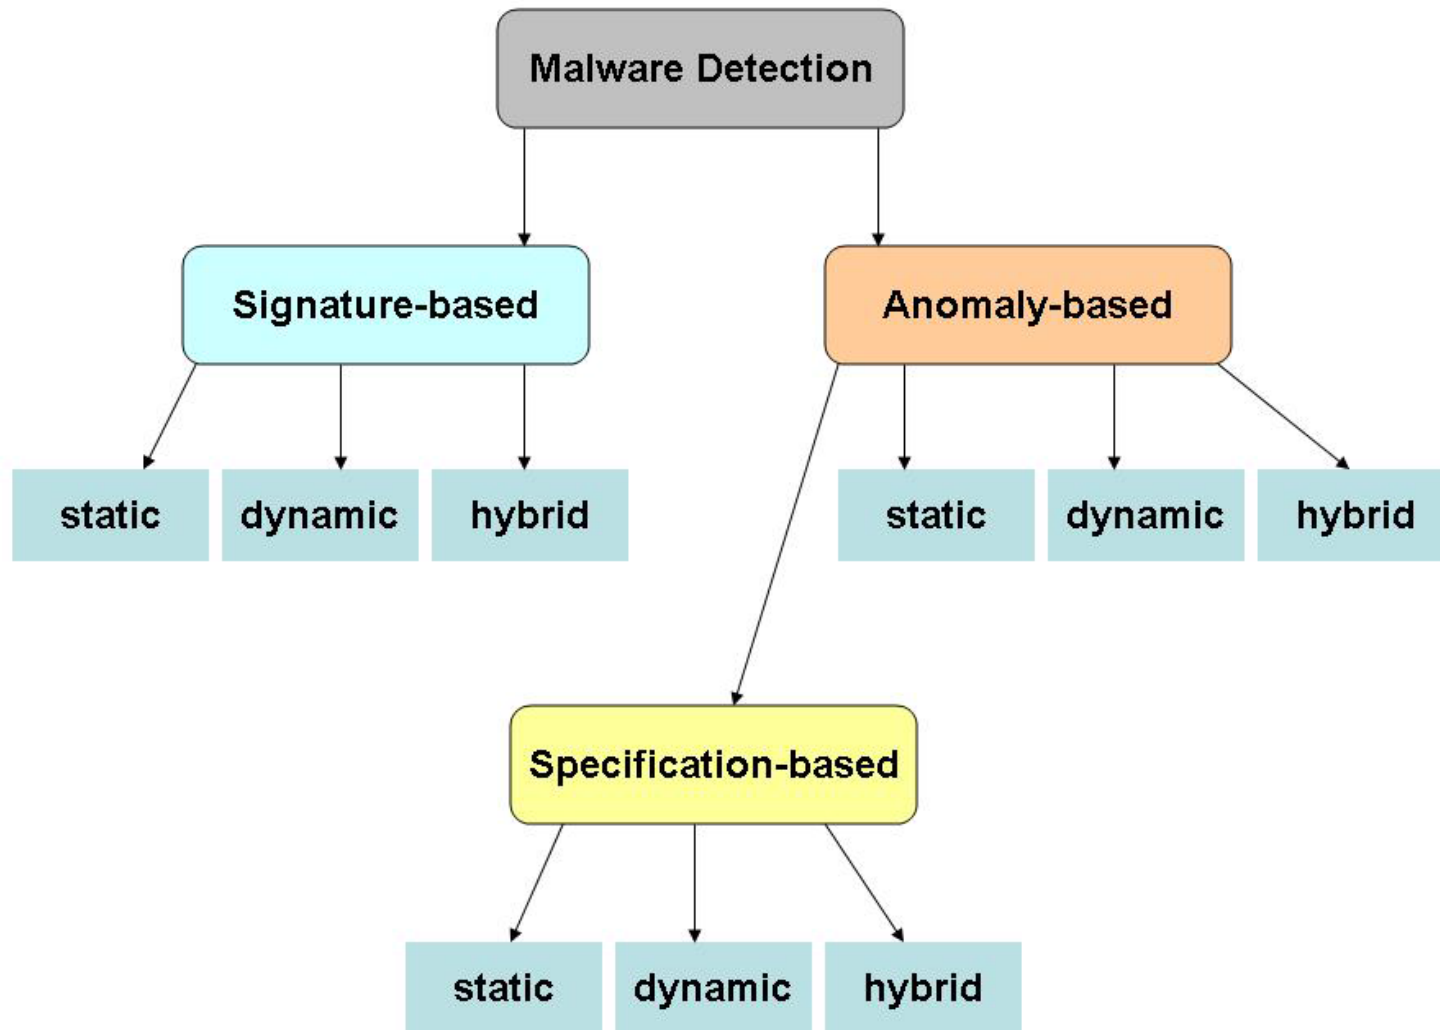 Malware Detection
Signature-based
Anomaly-based
static dynamic hybrid static dynamic hybrid
Specification-based
static dynamic hybrid